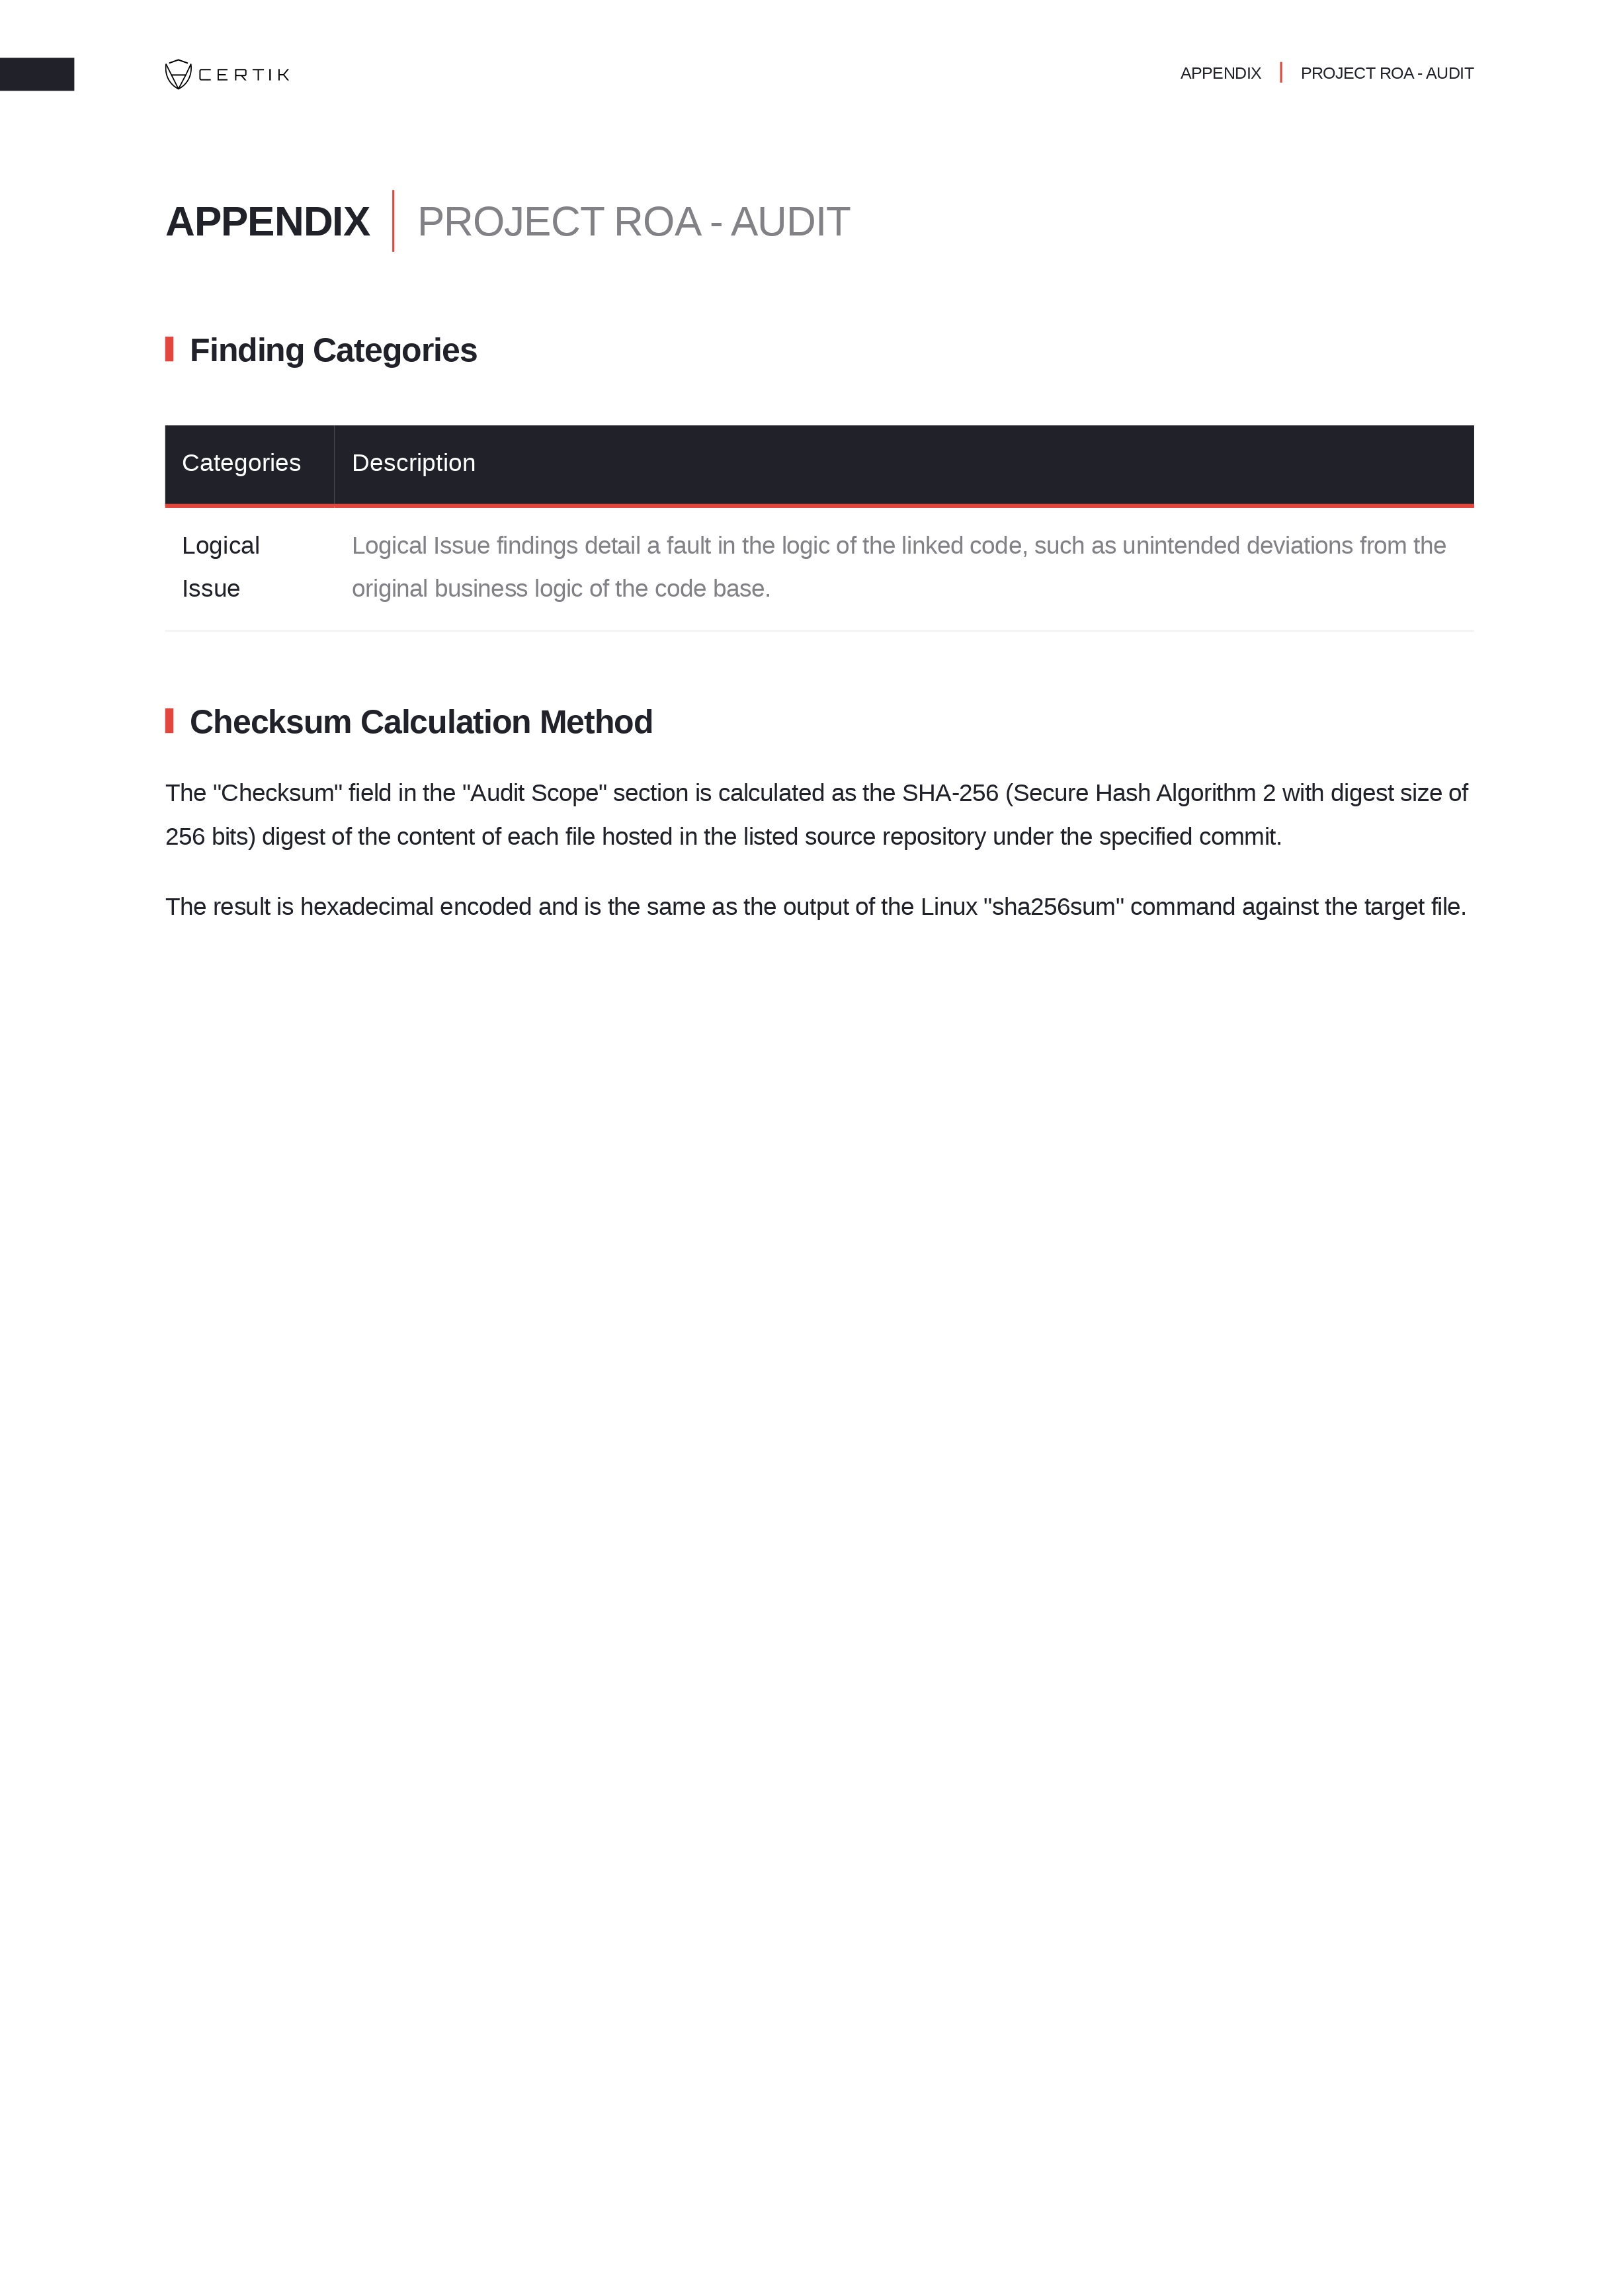 CERTIK
APPENDIX PROJECT ROA - AUDIT
APPENDIX PROJECT ROA - AUDIT
Finding Categories
Categories Description
Logical Issue findings detail a fault in the logic of the linked code, such as unintended deviations from the
Logical
Issue
original business logic of the code base.
Checksum Calculation Method
The "Checksum" field in the "Audit Scope" section is calculated as the SHA-256 (Secure Hash Algorithm 2 with digest size of
256 bits) digest of the content of each file hosted in the listed source repository under the specified commit.
The result is hexadecimal encoded and is the same as the output of the Linux "sha256sum" command against the target file.